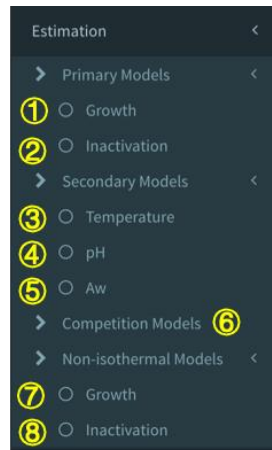 Estimation
Primary Models
① Growth
② Inactivation
Secondary Models
③ Temperature
④ pH
⑤ Aw
Competition Models ⑥
Non-isothermal Models
⑦ Growth
⑧ Inactivation